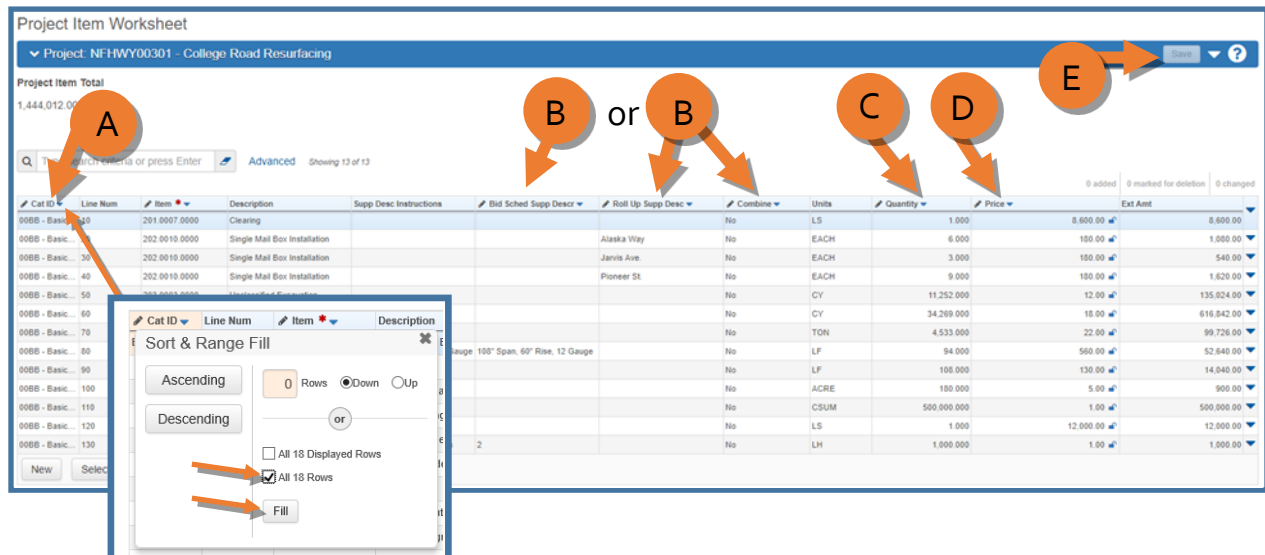 Project Item Worksheet
Project: NFHWY00301 - College Road Resurfacing
Save
?
E
Project Item Total
1,444,012.00
A
B or B
C
D
search criteria or press Enter Advanced Showing 13 of 13
0 added 0 marked for deletion 0 changed
Cat ID Line Num Item * Description Supp Desc Instructions Bid Sched Supp Descr Roll Up Supp Desc Combine Units Quantity Price Ext Amt
00BB - Basic... 10 201.0007.0000 Clearing No LS 1.000 8,600.00 8,600.00
00BB - Basic... 202.0010.0000 Single Mail Box Installation Alaska Way No EACH 6.000 180.00 1,080.00
00BB - Basic... 30 202.0010.0000 Single Mail Box Installation Jarvis Ave. No EACH 3.000 180.00 540.00
00BB - Basic... 40 202.0010.0000 Single Mail Box Installation Pioneer St. No EACH 9.000 180.00 1,620.00
00BB - Basic... 50 No CY 11,252.000 12.00 135,024.00
00BB - Basic... 60 No CY 34,269.000 18.00 616,842.00
00BB - Basic... 70 No TON 4,533.000 22.00 99,726.00
00BB - Basic... 80 Gauge 108" Span, 60" Rise, 12 Gauge No LF 94.000 560.00 52,640.00
00BB - Basic... 90 No LF 108.000 130.00 14,040.00
00BB - Basic... 100 No ACRE 180.000 5.00 900.00
00BB - Basic... 110 No CSUM 500,000.000 1.00 500,000.00
00BB - Basic... 120 No LS 1.000 12,000.00 12,000.00
00BB - Basic... 130 2 No LH 1,000.000 1.00 1,000.00
New Selec
Cat ID Line Num Item * Description
Sort & Range Fill
Ascending 0 Rows Down Up
Descending or
All 18 Displayed Rows
All 18 Rows
Fill